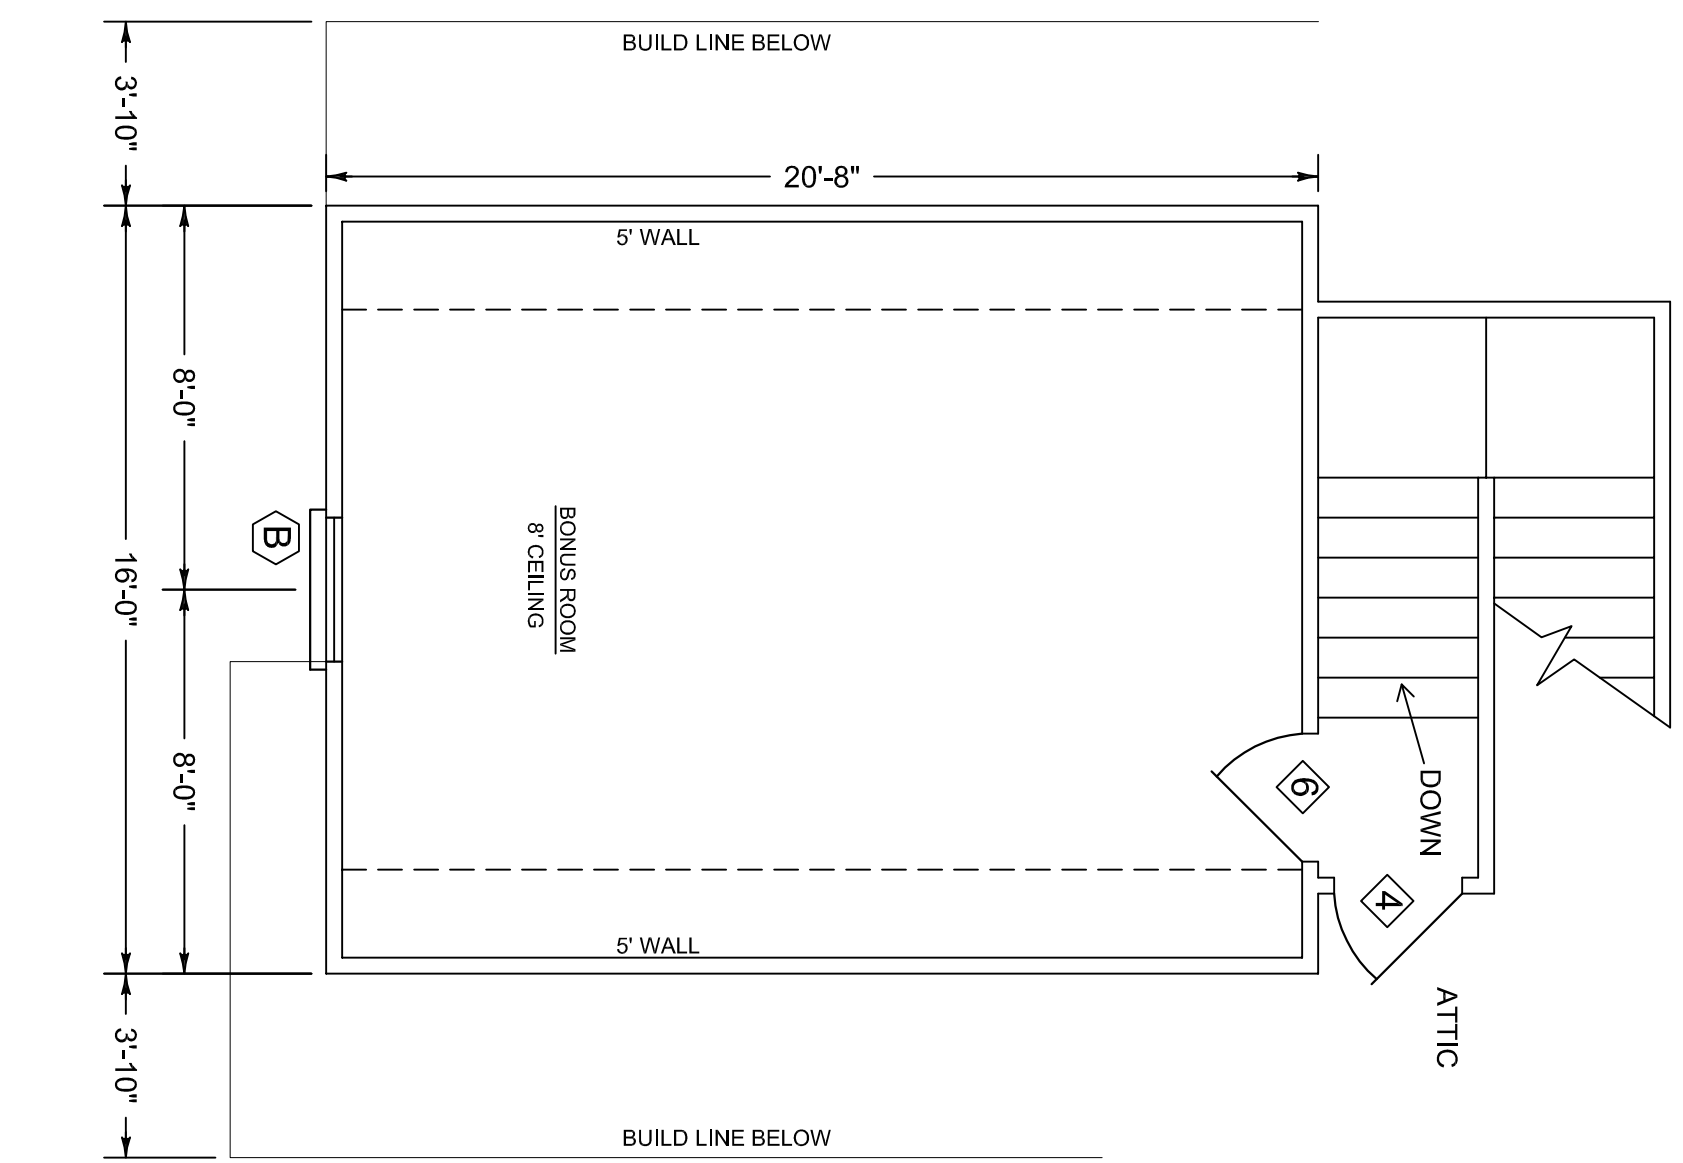 BUILD LINE BELOW
3'-10"
20'-8"
5' WALL
8'-0"
16'-0"
B
BONUS ROOM
8' CEILING
8'-0"
6
DOWN
4
5' WALL
ATTIC
3'-10"
BUILD LINE BELOW